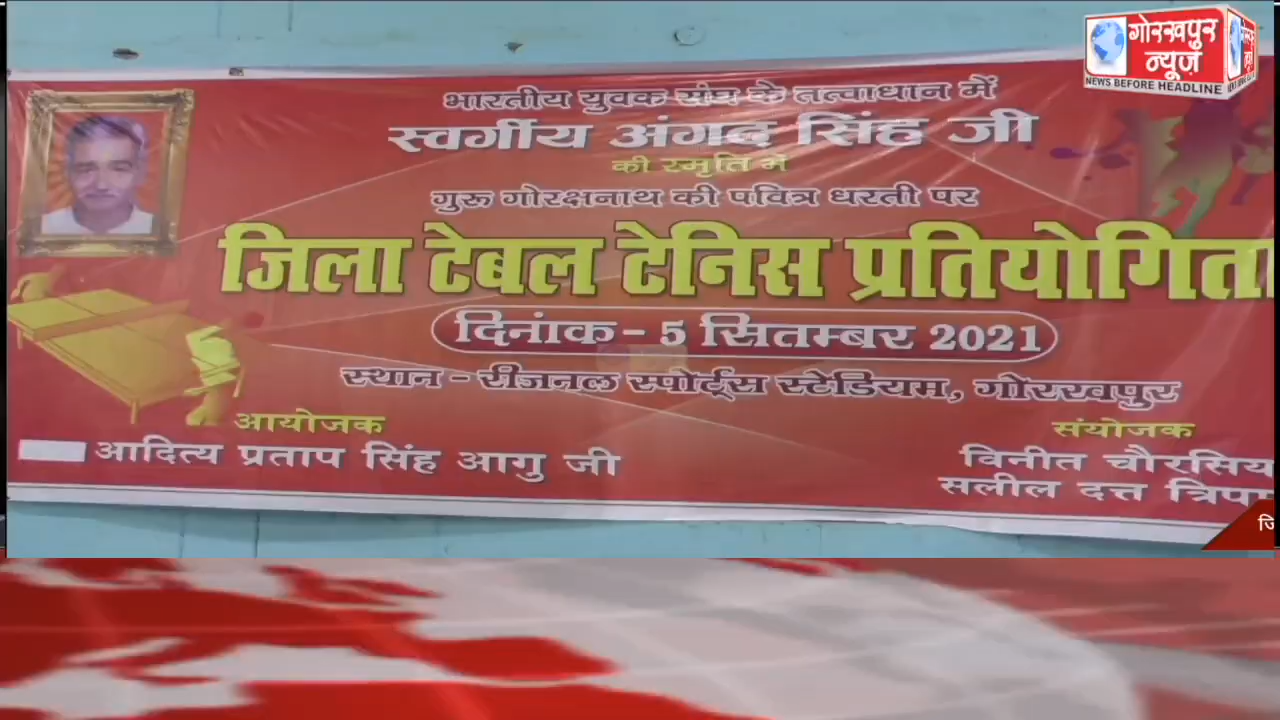 गोरखपुर
न्यूज़
NEWS BEFORE HEADLINE
भारतीय युवक संघ के तत्वाधान में
स्वर्गीय अंगद सिंह जी
की स्मृति में
गुरू गोरक्षनाथ की पवित्र धरती पर
जिला टेबल टेनिस प्रतियोगिता
दिनांक - 5 सितम्बर 2021
स्थान - रीजनल स्पोर्ट्स स्टेडियम, गोरखपुर
आयोजक
आदित्य प्रताप सिंह आगु जी
संयोजक
विनीत चौरसिय
सलील दत्त त्रिपा